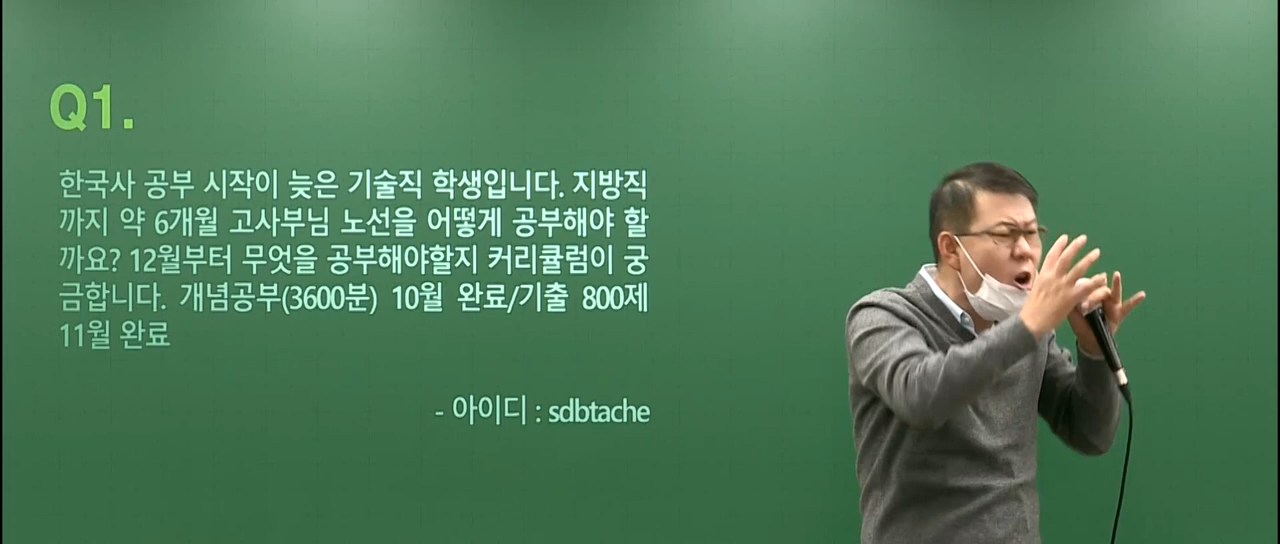 Q1.
한국사 공부 시작이 늦은 기술직 학생입니다. 지방직
까지 약 6개월 고사부님 노선을 어떻게 공부해야 할
까요? 12월부터 무엇을 공부해야할지 커리큘럼이 궁
금합니다. 개념공부(3600분) 10월 완료/기출 800제
11월 완료
- 아이디 : sdbtache